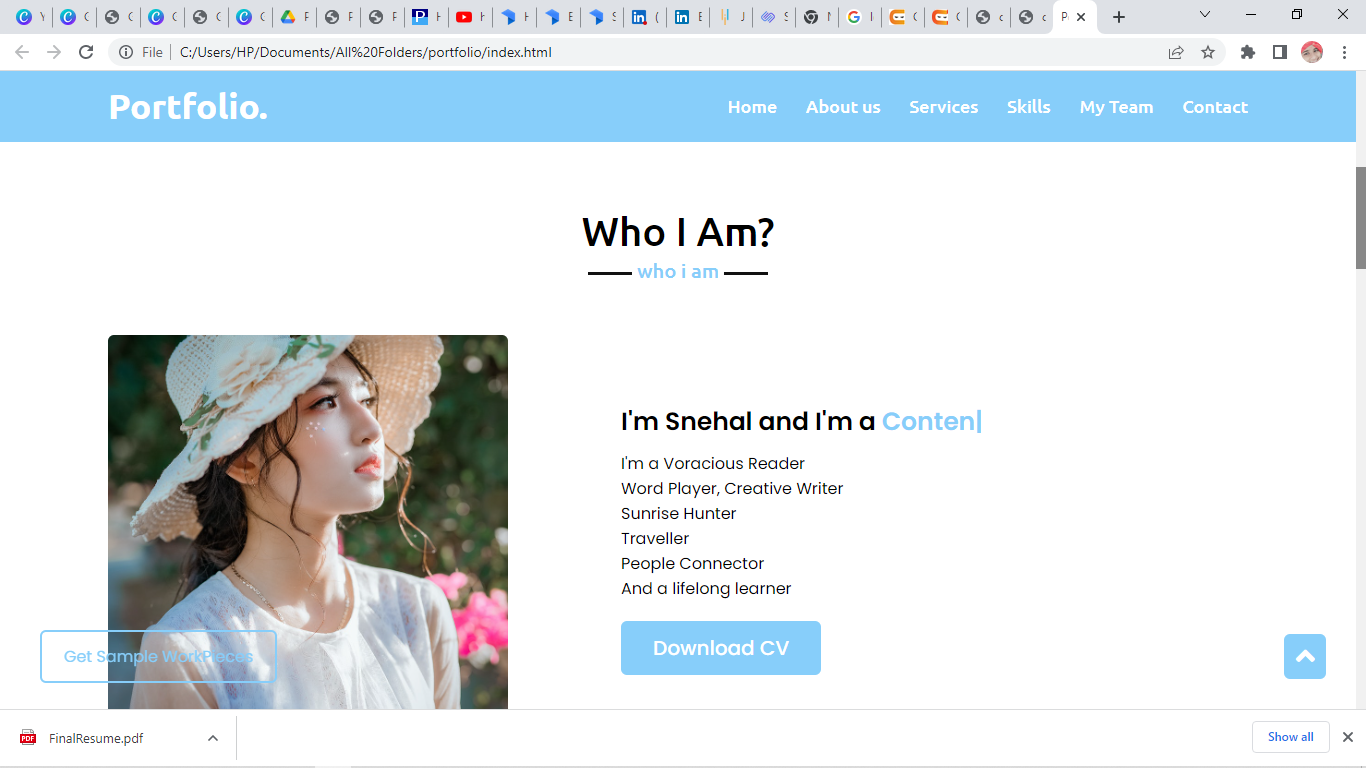 File
C:/Users/HP/Documents/All%20Folders/portfolio/index.html
Portfolio.
Home About us Services Skills My Team Contact
Who I Am?
who i am
I'm Snehal and I'm a Conten|
I'm a Voracious Reader
Word Player, Creative Writer
Sunrise Hunter
Traveller
People Connector
And a lifelong learner
Download CV
Get Sample WorkPieces
FinalResume.pdf
Show all